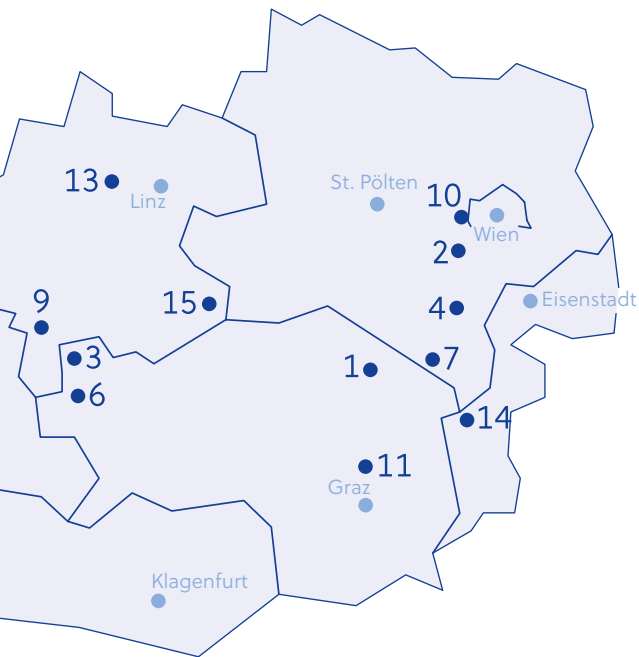 13
Linz
St. Pölten
10
Wien
2
15
4
Eisenstadt
9
3
6
1
7
14
11
Graz
Klagenfurt